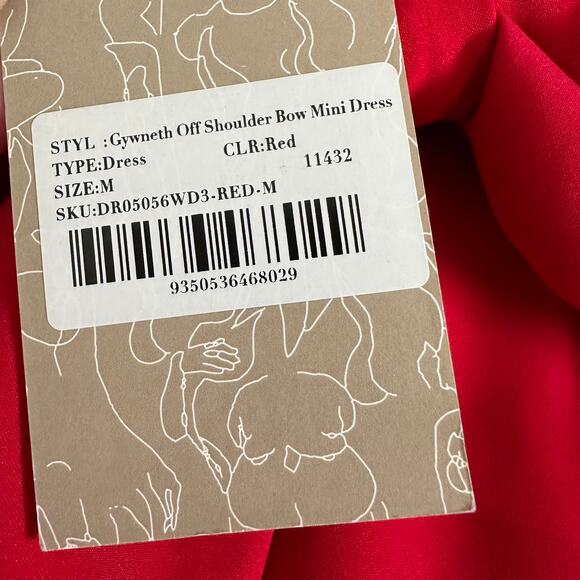 STYL :Gywneth Off Shoulder Bow Mini Dress
TYPE:Dress CLR:Red
SIZE:M 11432
SKU:DR05056WD3-RED-M
9350536468029